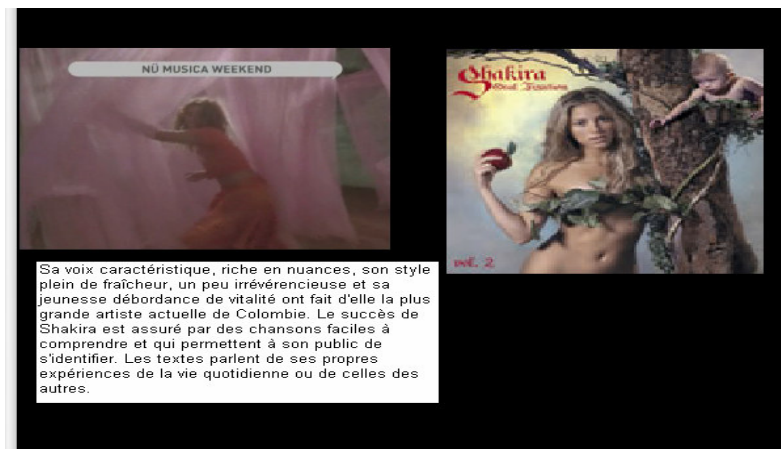 NÜ MUSICA WEEKEND
Shakira
Oral Fixation
vol. 2
Sa voix caractéristique, riche en nuances, son style
plein de fraîcheur, un peu irrévérencieuse et sa
jeunesse débordance de vitalité ont fait d'elle la plus
grande artiste actuelle de Colombie. Le succès de
Shakira est assuré par des chansons faciles à
comprendre et qui permettent à son public de
s'identifier. Les textes parlent de ses propres
expériences de la vie quotidienne ou de celles des
autres.